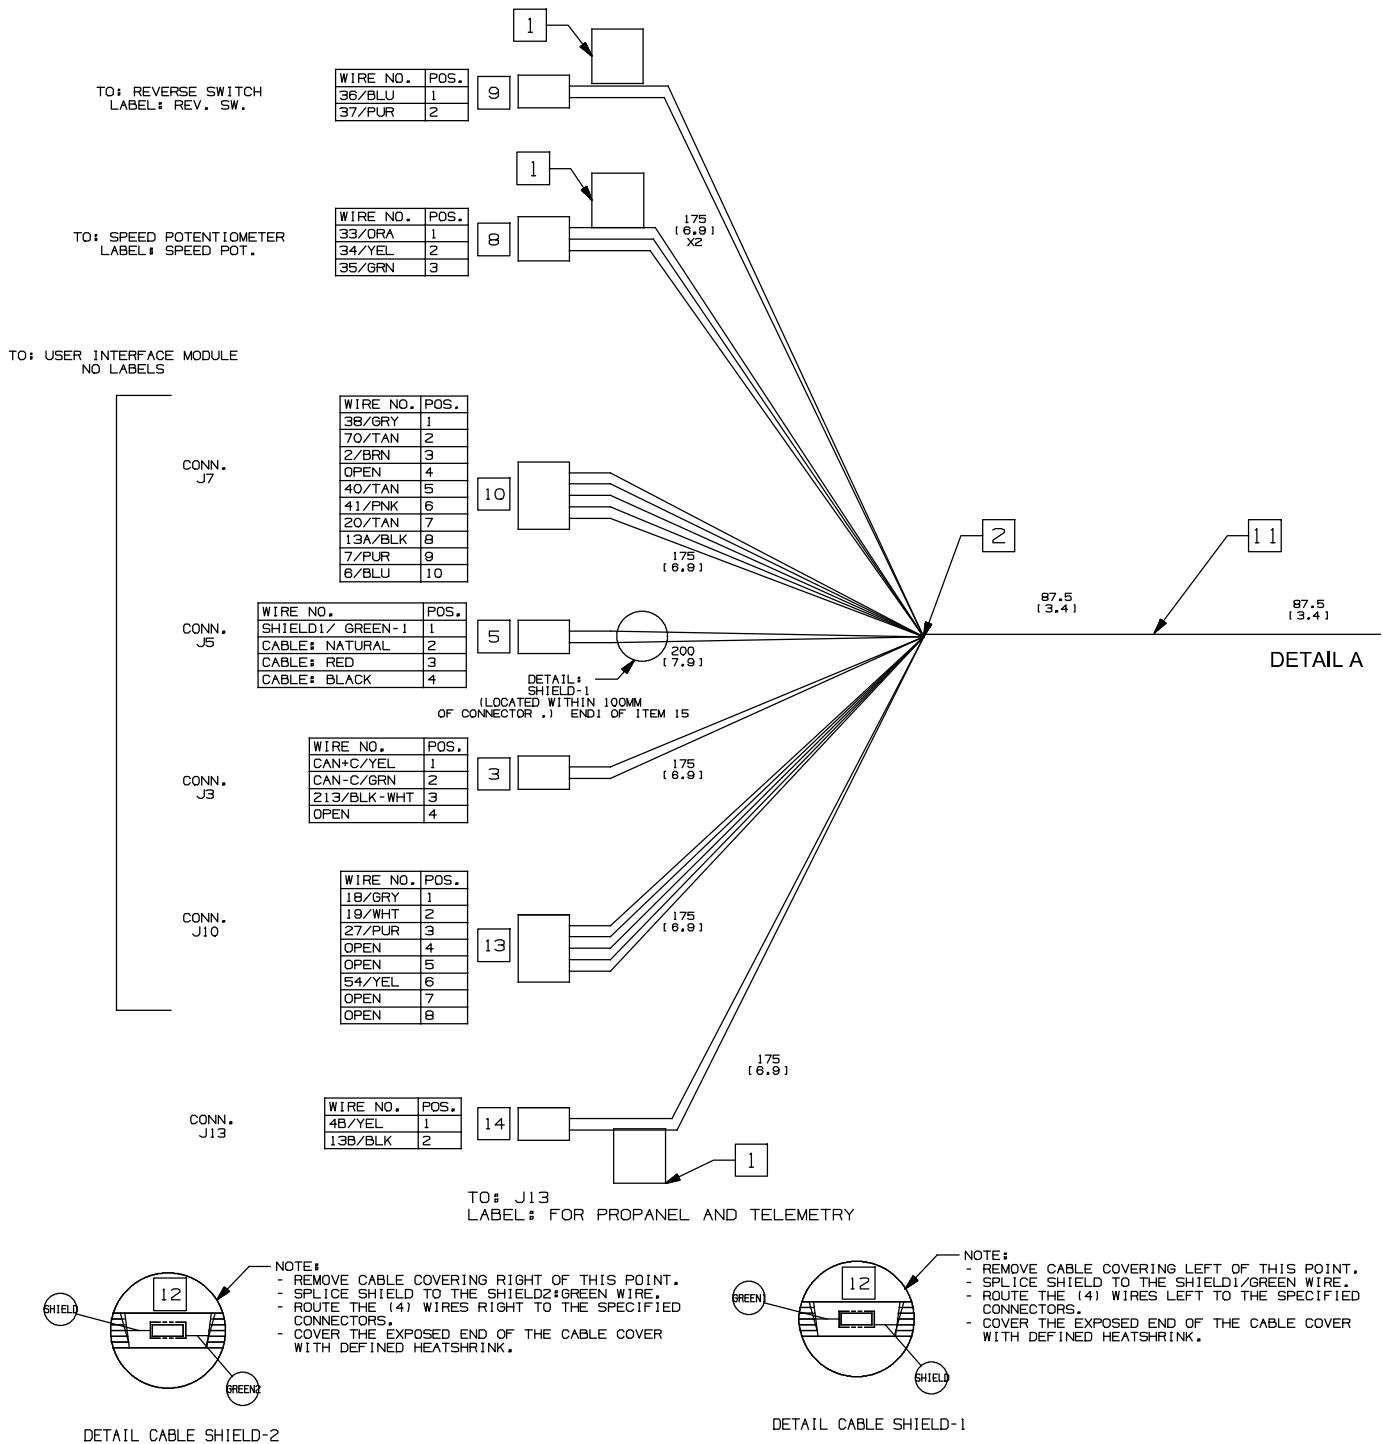 1
TO: REVERSE SWITCH
LABEL: REV. SW.
WIRE NO. POS.
36/BLU 1
37/PUR 2
9
1
TO: SPEED POTENTIOMETER
LABEL: SPEED POT.
WIRE NO. POS.
33/ORA 1
34/YEL 2
35/GRN 3
8
175
[6.9]
X2
TO: USER INTERFACE MODULE
NO LABELS
CONN.
J7
WIRE NO. POS.
38/GRY 1
70/TAN 2
2/BRN 3
OPEN 4
40/TAN 5
41/PNK 6
20/TAN 7
13A/BLK 8
7/PUR 9
6/BLU 10
10
175
[6.9]
2
11
87.5
[3.4]
87.5
[3.4]
DETAIL A
CONN.
J5
WIRE NO. POS.
SHIELD1/ GREEN-1 1
CABLE: NATURAL 2
CABLE: RED 3
CABLE: BLACK 4
5
200
[7.9]
DETAIL:
SHIELD-1
(LOCATED WITHIN 100MM
OF CONNECTOR .) END1 OF ITEM 15
CONN.
J3
WIRE NO. POS.
CAN+C/YEL 1
CAN-C/GRN 2
213/BLK-WHT 3
OPEN 4
3
175
[6.9]
CONN.
J10
WIRE NO. POS.
18/GRY 1
19/WHT 2
27/PUR 3
OPEN 4
OPEN 5
54/YEL 6
OPEN 7
OPEN 8
13
175
[6.9]
175
[6.9]
CONN.
J13
WIRE NO. POS.
4B/YEL 1
13B/BLK 2
14
1
TO: J13
LABEL: FOR PROPANEL AND TELEMETRY
12
SHIELD
GREEN2
NOTE:
- REMOVE CABLE COVERING RIGHT OF THIS POINT.
- SPLICE SHIELD TO THE SHIELD2:GREEN WIRE.
- ROUTE THE (4) WIRES RIGHT TO THE SPECIFIED
CONNECTORS.
- COVER THE EXPOSED END OF THE CABLE COVER
WITH DEFINED HEATSHRINK.
DETAIL CABLE SHIELD-2
12
GREEN1
SHIELD
NOTE:
- REMOVE CABLE COVERING LEFT OF THIS POINT.
- SPLICE SHIELD TO THE SHIELD1/GREEN WIRE.
- ROUTE THE (4) WIRES LEFT TO THE SPECIFIED
CONNECTORS.
- COVER THE EXPOSED END OF THE CABLE COVER
WITH DEFINED HEATSHRINK.
DETAIL CABLE SHIELD-1